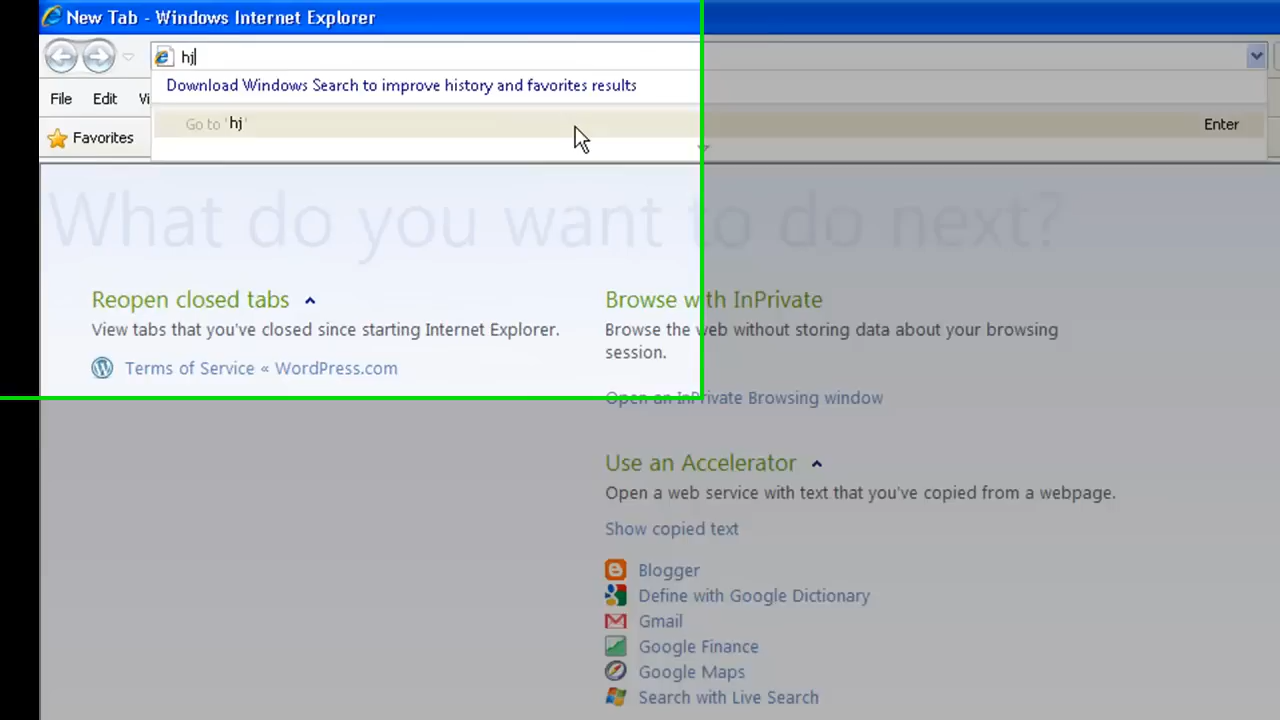 New Tab - Windows Internet Explorer
hj
Download Windows Search to improve history and favorites results
File Edit Vi
Go to 'hj' Enter
Favorites
What do you want to do next?
Reopen closed tabs
View tabs that you've closed since starting Internet Explorer.
Terms of Service « WordPress.com
Browse with InPrivate
Browse the web without storing data about your browsing
session.
Open an InPrivate Browsing window
Use an Accelerator
Open a web service with text that you've copied from a webpage.
Show copied text
Blogger
Define with Google Dictionary
Gmail
Google Finance
Google Maps
Search with Live Search